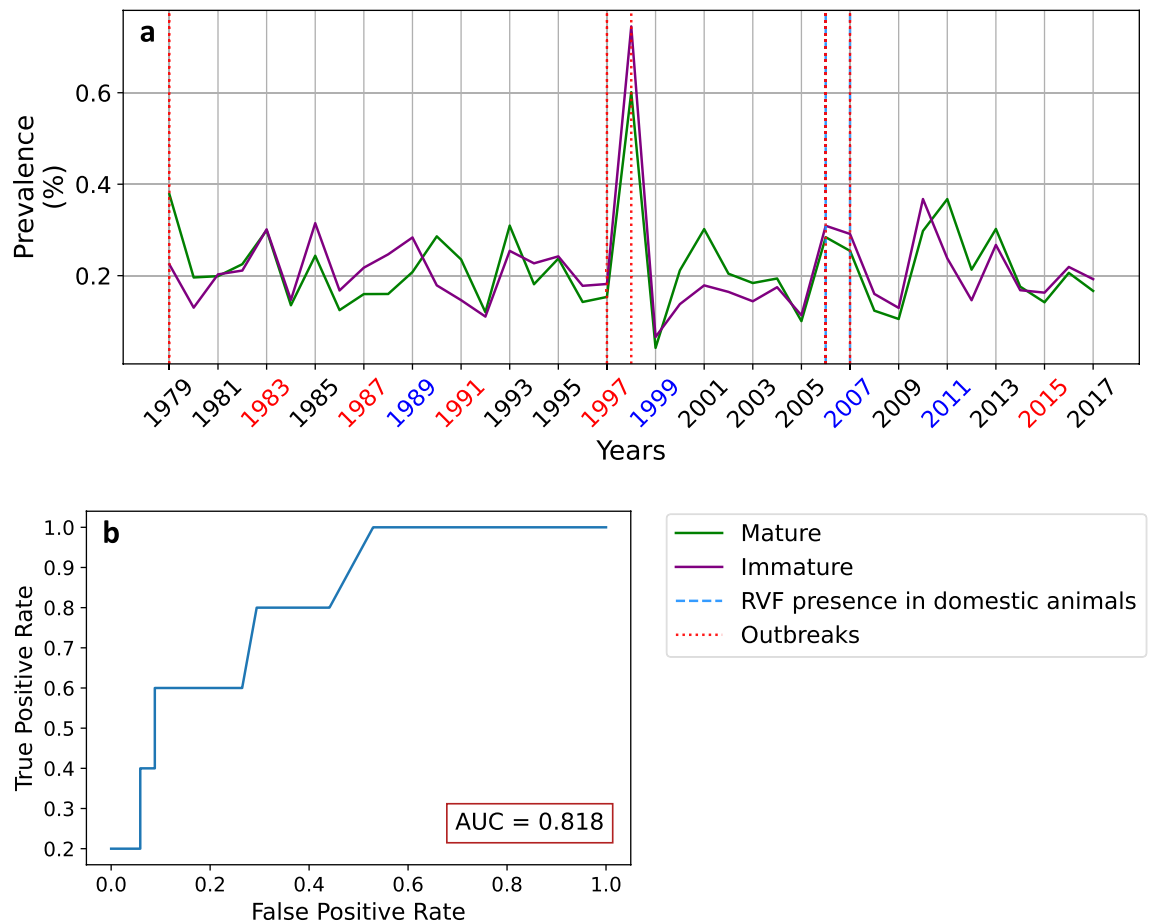 a
Prevalence
(%)
0.6
0.4
0.2
1979 1981 1983 1985 1987 1989 1991 1993 1995 1997 1999 2001 2003 2005 2007 2009 2011 2013 2015 2017
Years
b
True Positive Rate
1.0
0.9
0.8
0.7
0.6
0.5
0.4
0.3
0.2
AUC = 0.818
0.0 0.2 0.4 0.6 0.8 1.0
False Positive Rate
Mature
Immature
RVF presence in domestic animals
Outbreaks